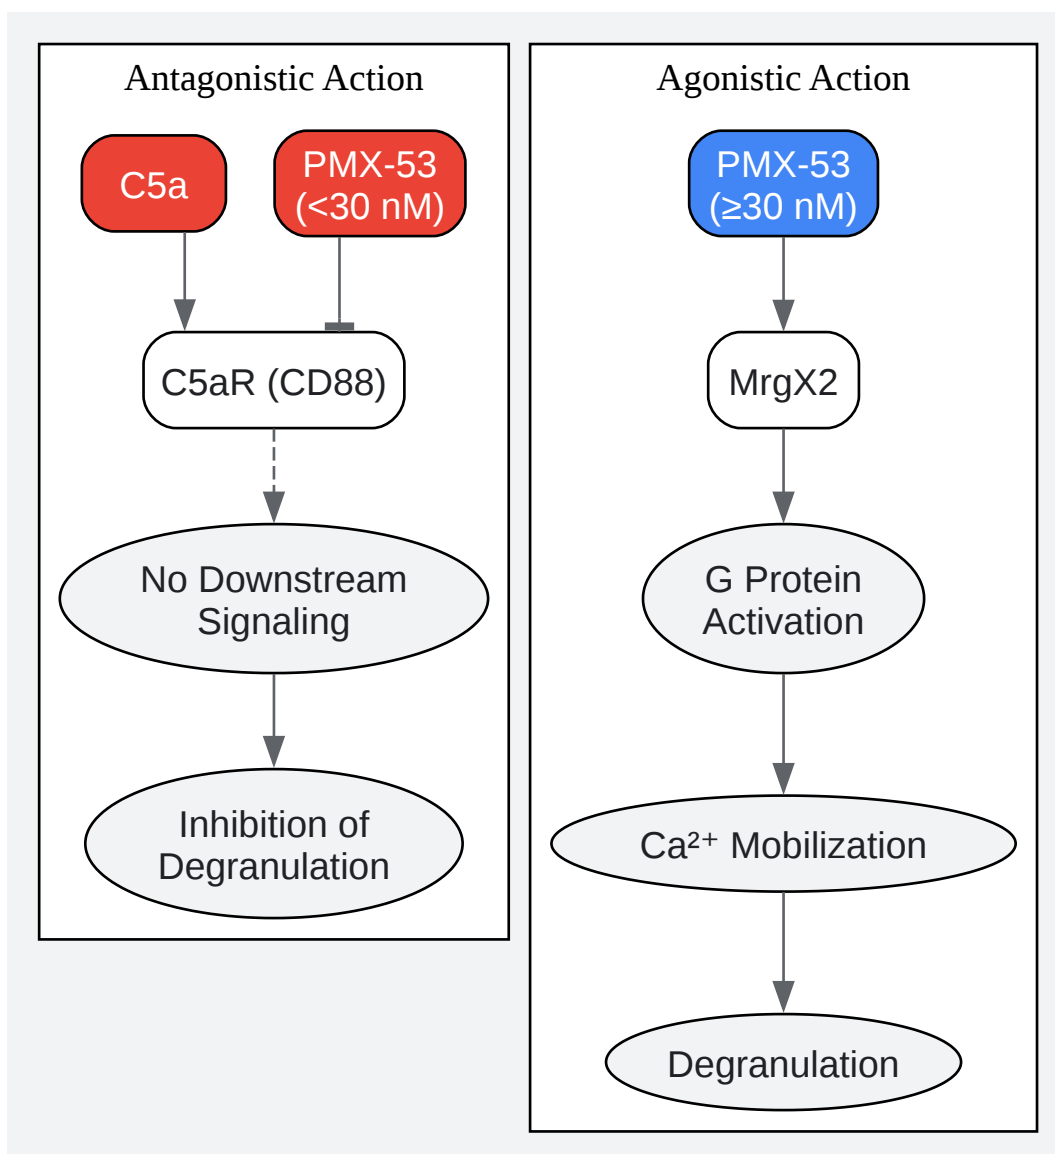 Antagonistic Action
C5a
PMX-53
(<30 nM)
C5aR (CD88)
No Downstream
Signaling
Inhibition of
Degranulation
Agonistic Action
PMX-53
(≥30 nM)
MrgX2
G Protein
Activation
Ca²⁺ Mobilization
Degranulation